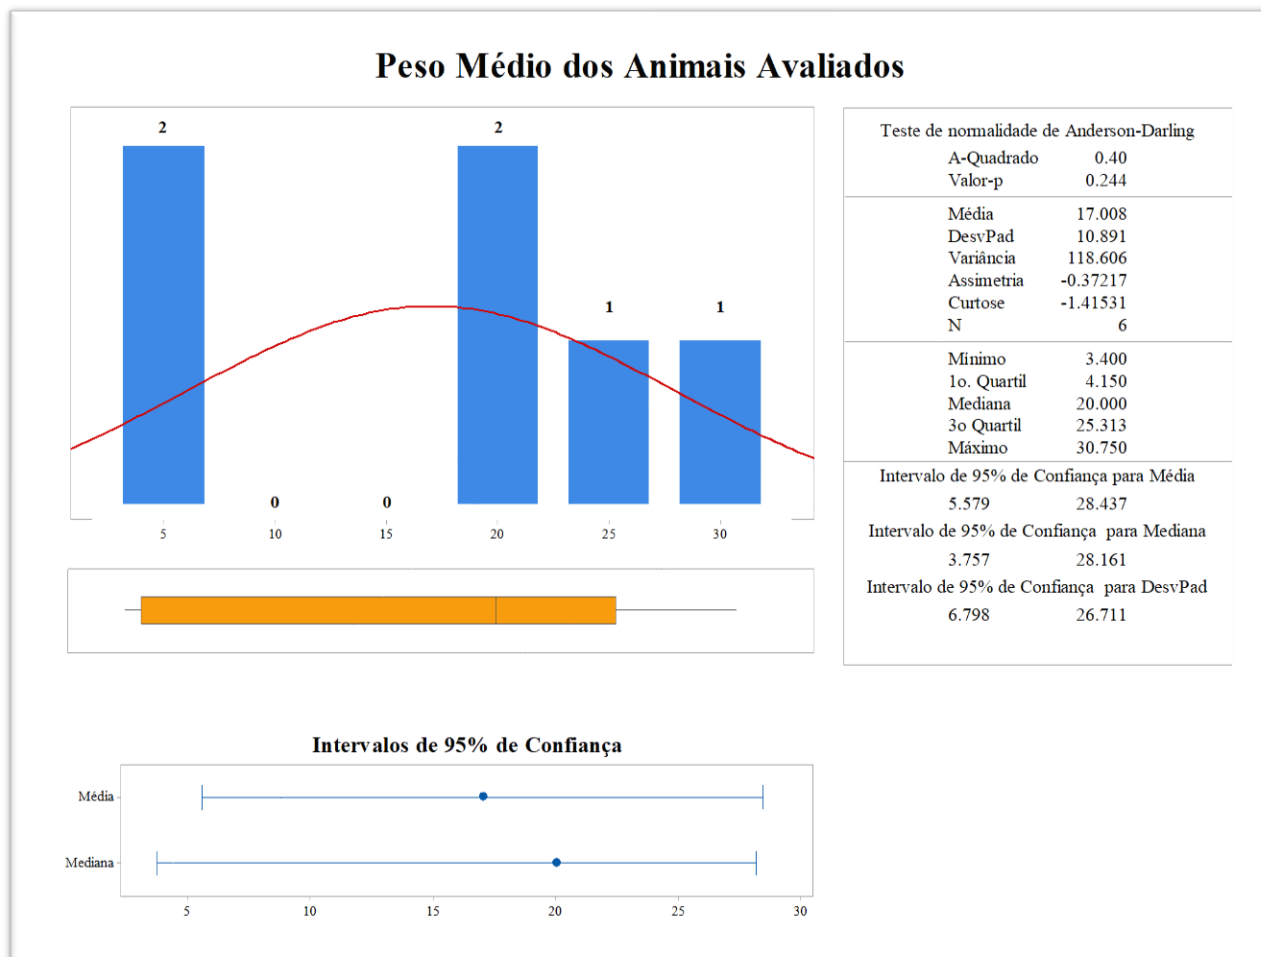 Peso Médio dos Animais Avaliados
2
2
1
1
0
0
5 10 15 20 25 30
Teste de normalidade de Anderson-Darling
A-Quadrado 0.40
Valor-p 0.244
Média 17.008
DesvPad 10.891
Variância 118.606
Assimetria -0.37217
Curtose -1.41531
N 6
Mínimo 3.400
1o. Quartil 4.150
Mediana 20.000
3o Quartil 25.313
Máximo 30.750
Intervalo de 95% de Confiança para Média
5.579 28.437
Intervalo de 95% de Confiança para Mediana
3.757 28.161
Intervalo de 95% de Confiança para DesvPad
6.798 26.711
Intervalos de 95% de Confiança
Média
Mediana
5 10 15 20 25 30